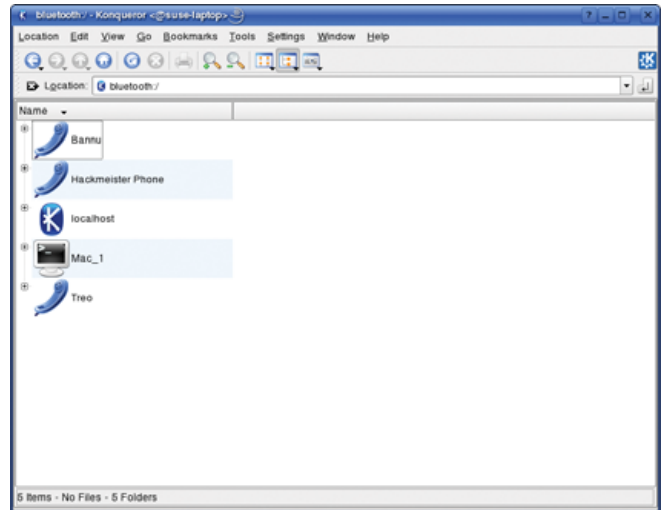 bluetooth:/ - Konqueror <@suse-laptop>
Location Edit View Go Bookmarks Tools Settings Window Help
Location: bluetooth:/
Name
Bannu
Hackmeister Phone
localhost
Mac_1
Treo
5 Items - No Files - 5 Folders